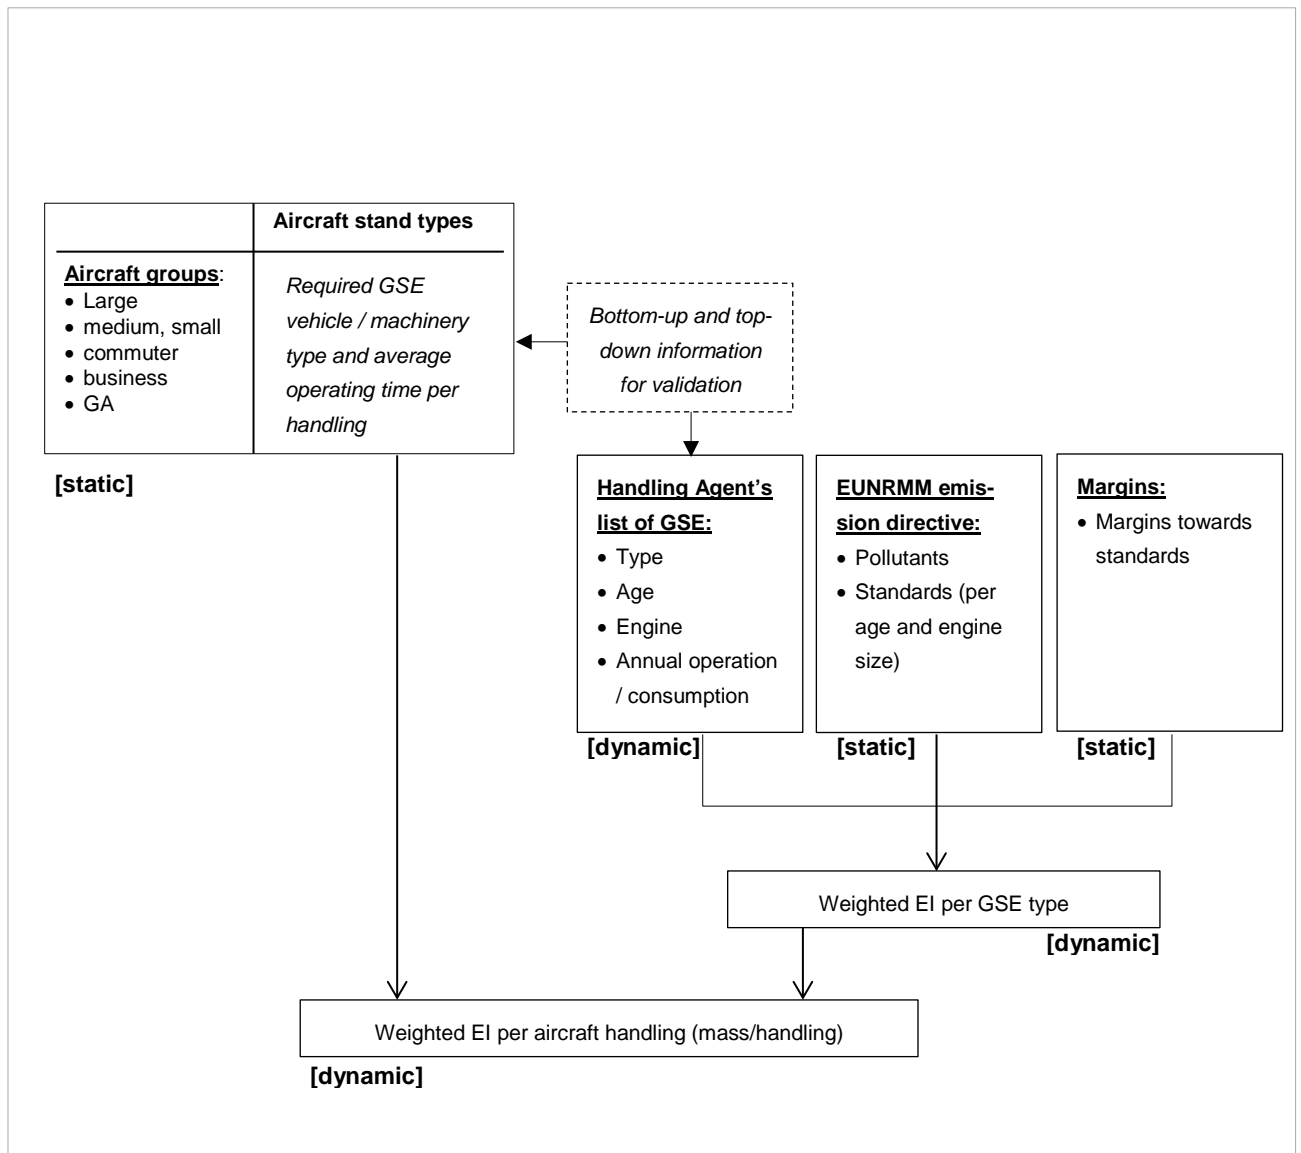 Aircraft stand types
Aircraft groups:
• Large
• medium, small
• commuter
• business
• GA
Required GSE
vehicle / machinery
type and average
operating time per
handling
[static]
Bottom-up and top-
down information
for validation
Handling Agent's
list of GSE:
• Type
• Age
• Engine
• Annual operation
/ consumption
[dynamic]
EUNRMM emis-
sion directive:
• Pollutants
• Standards (per
age and engine
size)
[static]
Margins:
• Margins towards
standards
[static]
Weighted EI per GSE type
[dynamic]
Weighted EI per aircraft handling (mass/handling)
[dynamic]